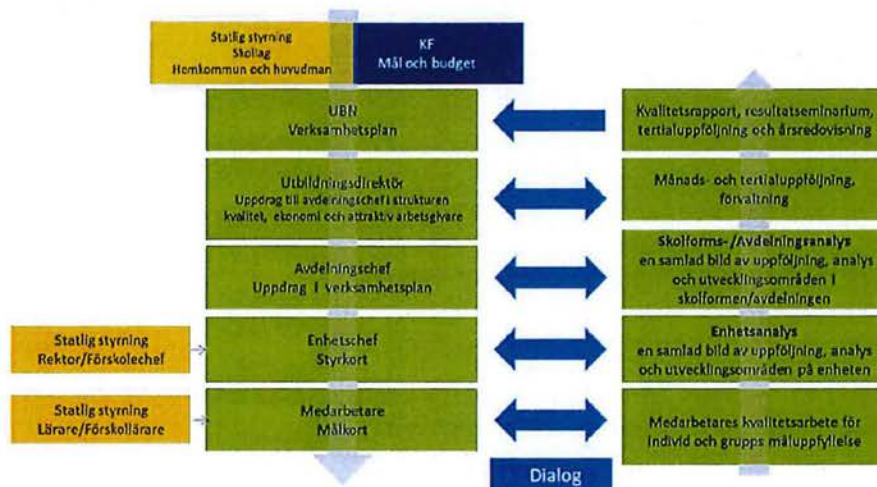 Statlig styrning
Skollag
Hemkommun och huvudman
KF
Mål och budget
UBN
Verksamhetsplan
Kvalitetsrapport, resultatseminarium,
tertialuppföljning och årsredovisning
Utbildningsdirektör
Uppdrag till avdelningschef i strukturen
kvalitet, ekonomi och attraktiv arbetsgivare
Månads- och tertialuppföljning,
förvaltning
Avdelningschef
Uppdrag i verksamhetsplan
Skolforms-/Avdelningsanalys
en samlad bild av uppföljning, analys
och utvecklingsområden i
skolformen/avdelningen
Statlig styrning
Rektor/Förskolechef
Enhetschef
Styrkort
Enhetsanalys
en samlad bild av uppföljning, analys
och utvecklingsområden på enheten
Statlig styrning
Lärare/Förskollärare
Medarbetare
Målkort
Medarbetares kvalitetsarbete för
individ och grupps måluppfyllelse
Dialog